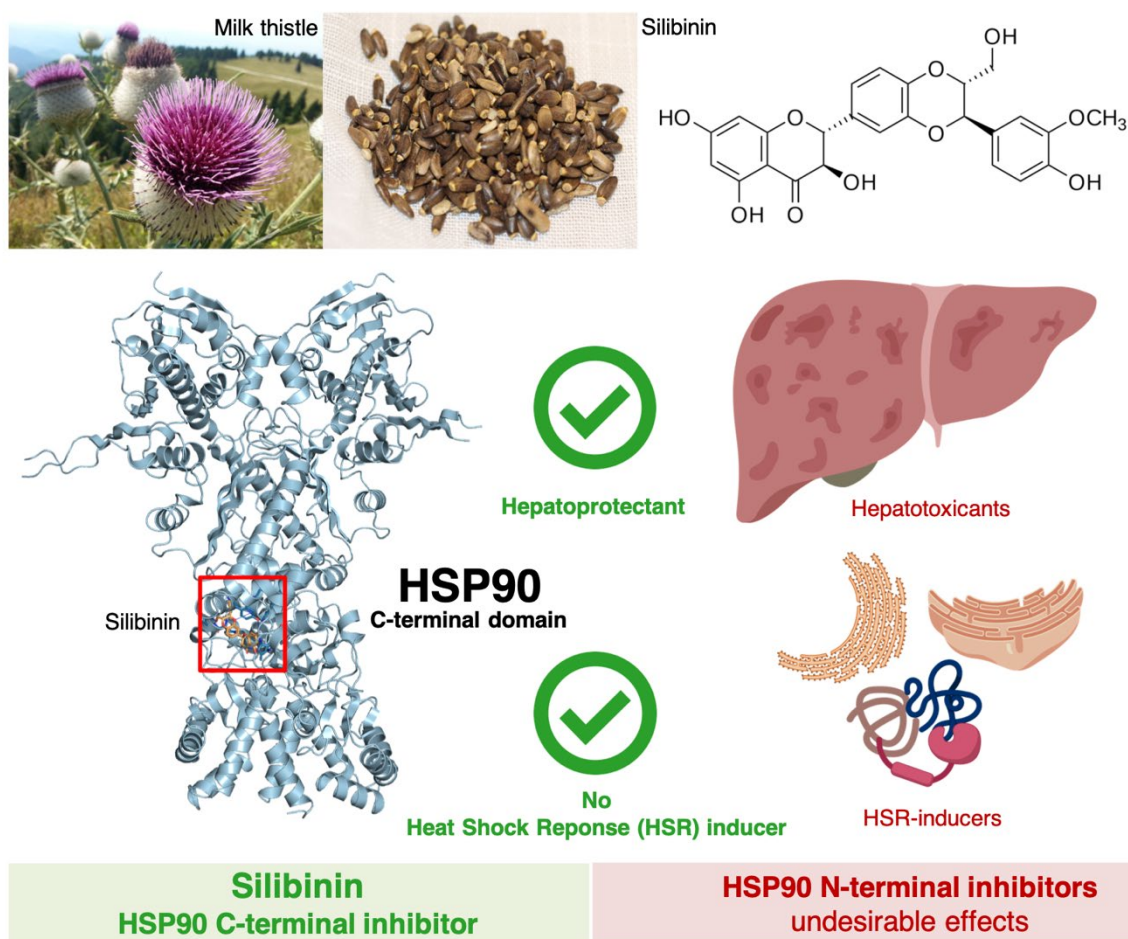 Milk thistle
Silibinin
OH
O
HO
O
O
OCH₃
OH
OH
O
OH
Hepatoprotectant
Hepatotoxicants
HSP90
C-terminal domain
Silibinin
No
Heat Shock Reponse (HSR) inducer
HSR-inducers
Silibinin
HSP90 C-terminal inhibitor
HSP90 N-terminal inhibitors
undesirable effects